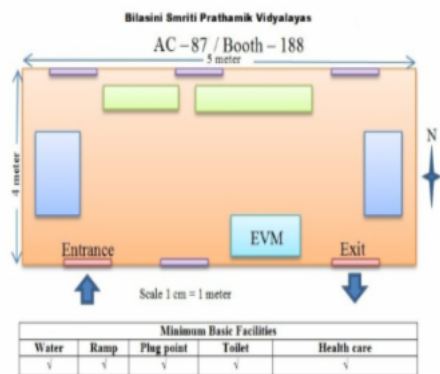 Bilasini Smriti Prathamik Vidyalayas
AC – 87 / Booth – 188
5 meter
4 meter
N
EVM
Entrance
Exit
Scale 1 cm = 1 meter
Minimum Basic Facilities
Water Ramp Plug point Toilet Health care
√ √ √ √ √